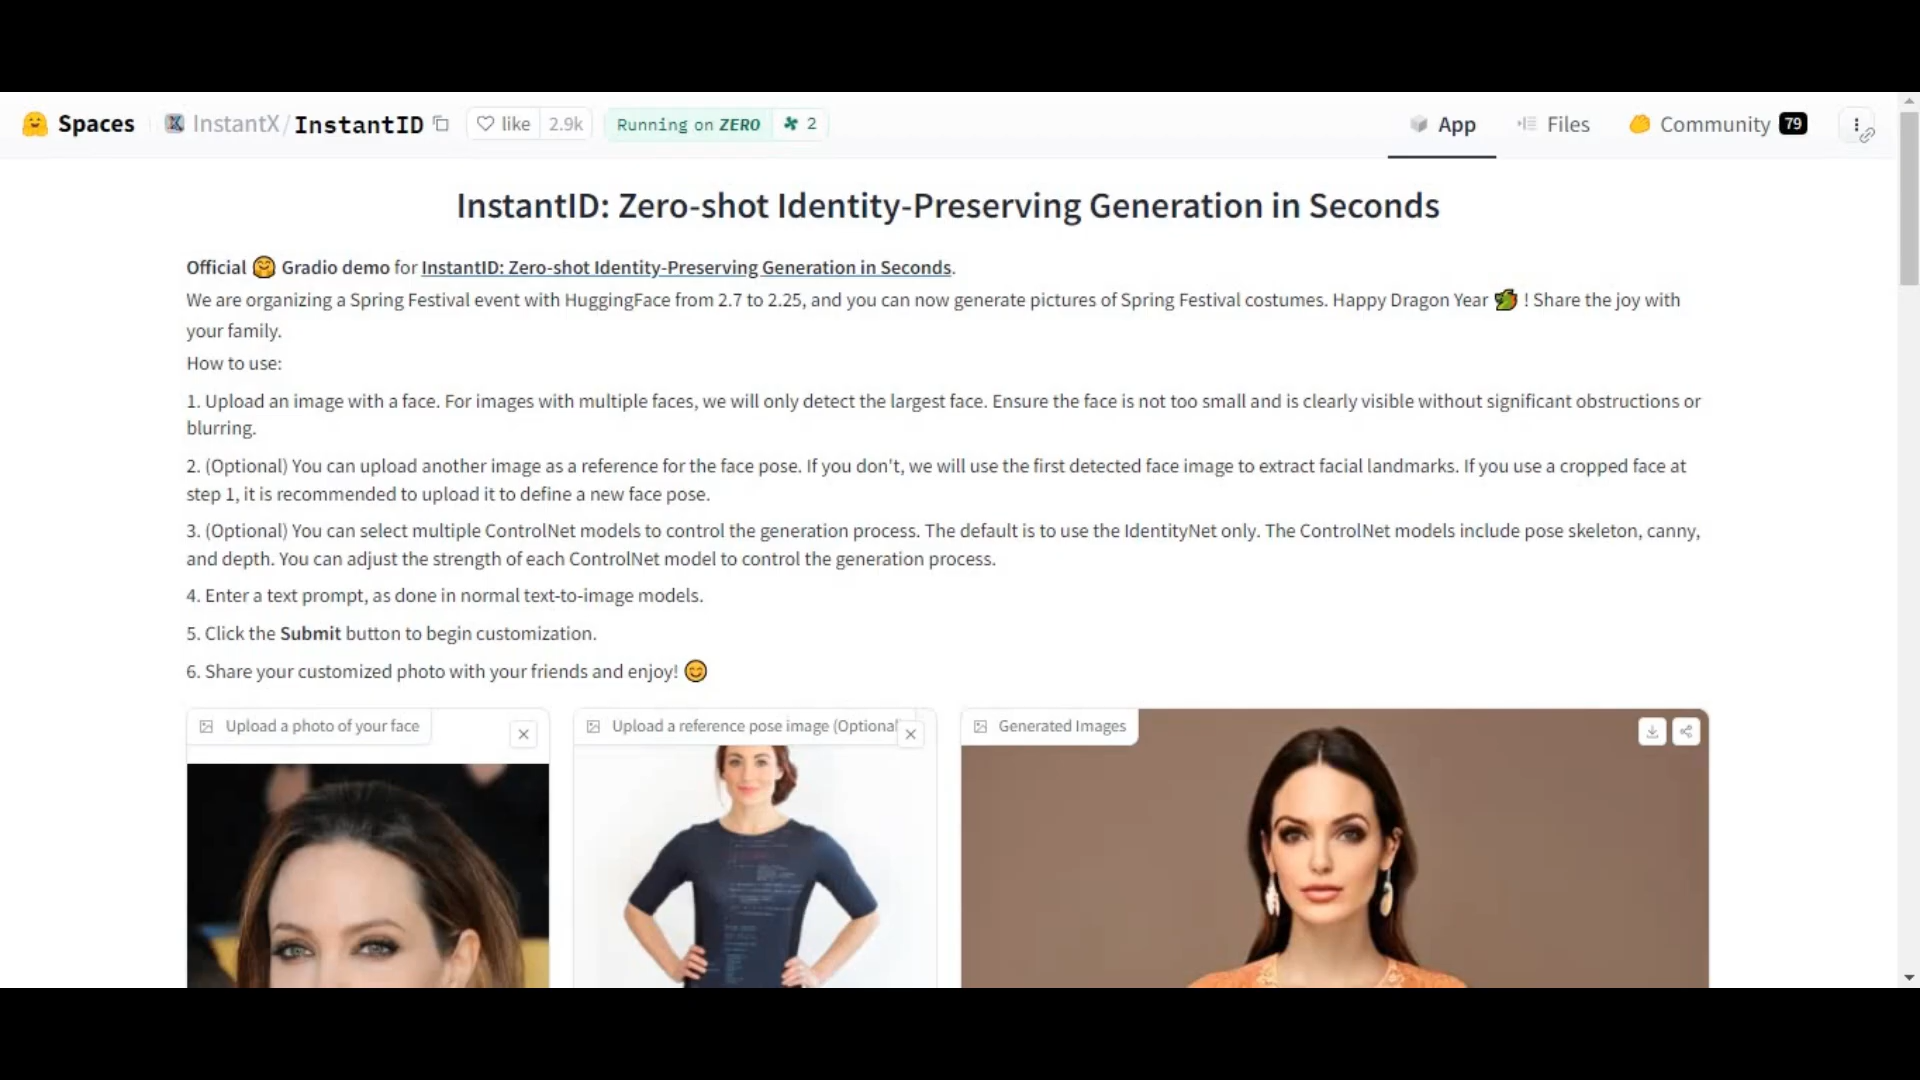 Spaces InstantX/InstantID like 2.9k Running on ZERO 2 App Files Community 79
InstantID: Zero-shot Identity-Preserving Generation in Seconds
Official 🤗 Gradio demo for InstantID: Zero-shot Identity-Preserving Generation in Seconds.
We are organizing a Spring Festival event with HuggingFace from 2.7 to 2.25, and you can now generate pictures of Spring Festival costumes. Happy Dragon Year 🐲 ! Share the joy with
your family.
How to use:
1. Upload an image with a face. For images with multiple faces, we will only detect the largest face. Ensure the face is not too small and is clearly visible without significant obstructions or
blurring.
2. (Optional) You can upload another image as a reference for the face pose. If you don't, we will use the first detected face image to extract facial landmarks. If you use a cropped face at
step 1, it is recommended to upload it to define a new face pose.
3. (Optional) You can select multiple ControlNet models to control the generation process. The default is to use the IdentityNet only. The ControlNet models include pose skeleton, canny,
and depth. You can adjust the strength of each ControlNet model to control the generation process.
4. Enter a text prompt, as done in normal text-to-image models.
5. Click the Submit button to begin customization.
6. Share your customized photo with your friends and enjoy! 😊
Upload a photo of your face
Upload a reference pose image (Optional
Generated Images